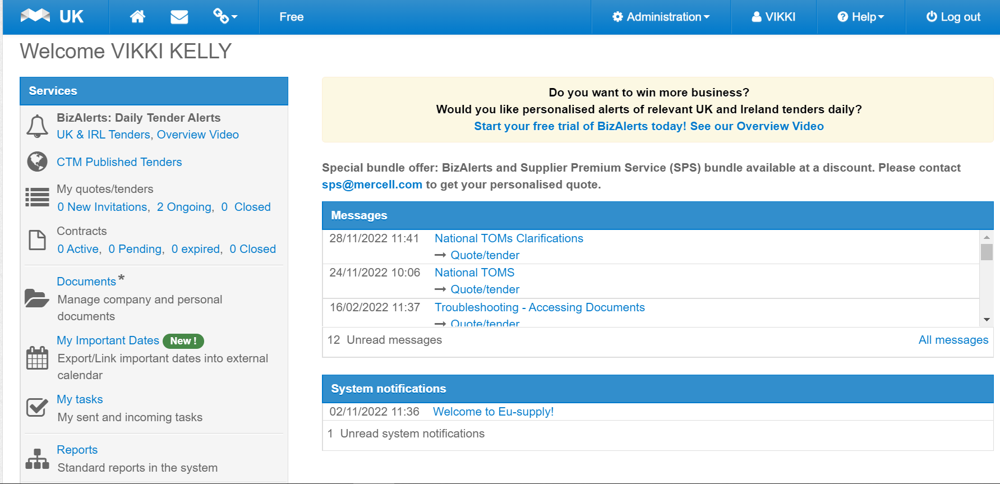 UK Free Administration VIKKI Help Log out
Welcome VIKKI KELLY
Services
BizAlerts: Daily Tender Alerts
UK & IRL Tenders, Overview Video
CTM Published Tenders
My quotes/tenders
0 New Invitations, 2 Ongoing, 0 Closed
Contracts
0 Active, 0 Pending, 0 expired, 0 Closed
Documents*
Manage company and personal
documents
My Important Dates New !
Export/Link important dates into external
calendar
My tasks
My sent and incoming tasks
Reports
Standard reports in the system
Do you want to win more business?
Would you like personalised alerts of relevant UK and Ireland tenders daily?
Start your free trial of BizAlerts today! See our Overview Video
Special bundle offer: BizAlerts and Supplier Premium Service (SPS) bundle available at a discount. Please contact
sps@mercell.com to get your personalised quote.
Messages
28/11/2022 11:41 National TOMs Clarifications
→ Quote/tender
24/11/2022 10:06 National TOMS
→ Quote/tender
16/02/2022 11:37 Troubleshooting - Accessing Documents
→ Quote/tender
12 Unread messages All messages
System notifications
02/11/2022 11:36 Welcome to Eu-supply!
1 Unread system notifications